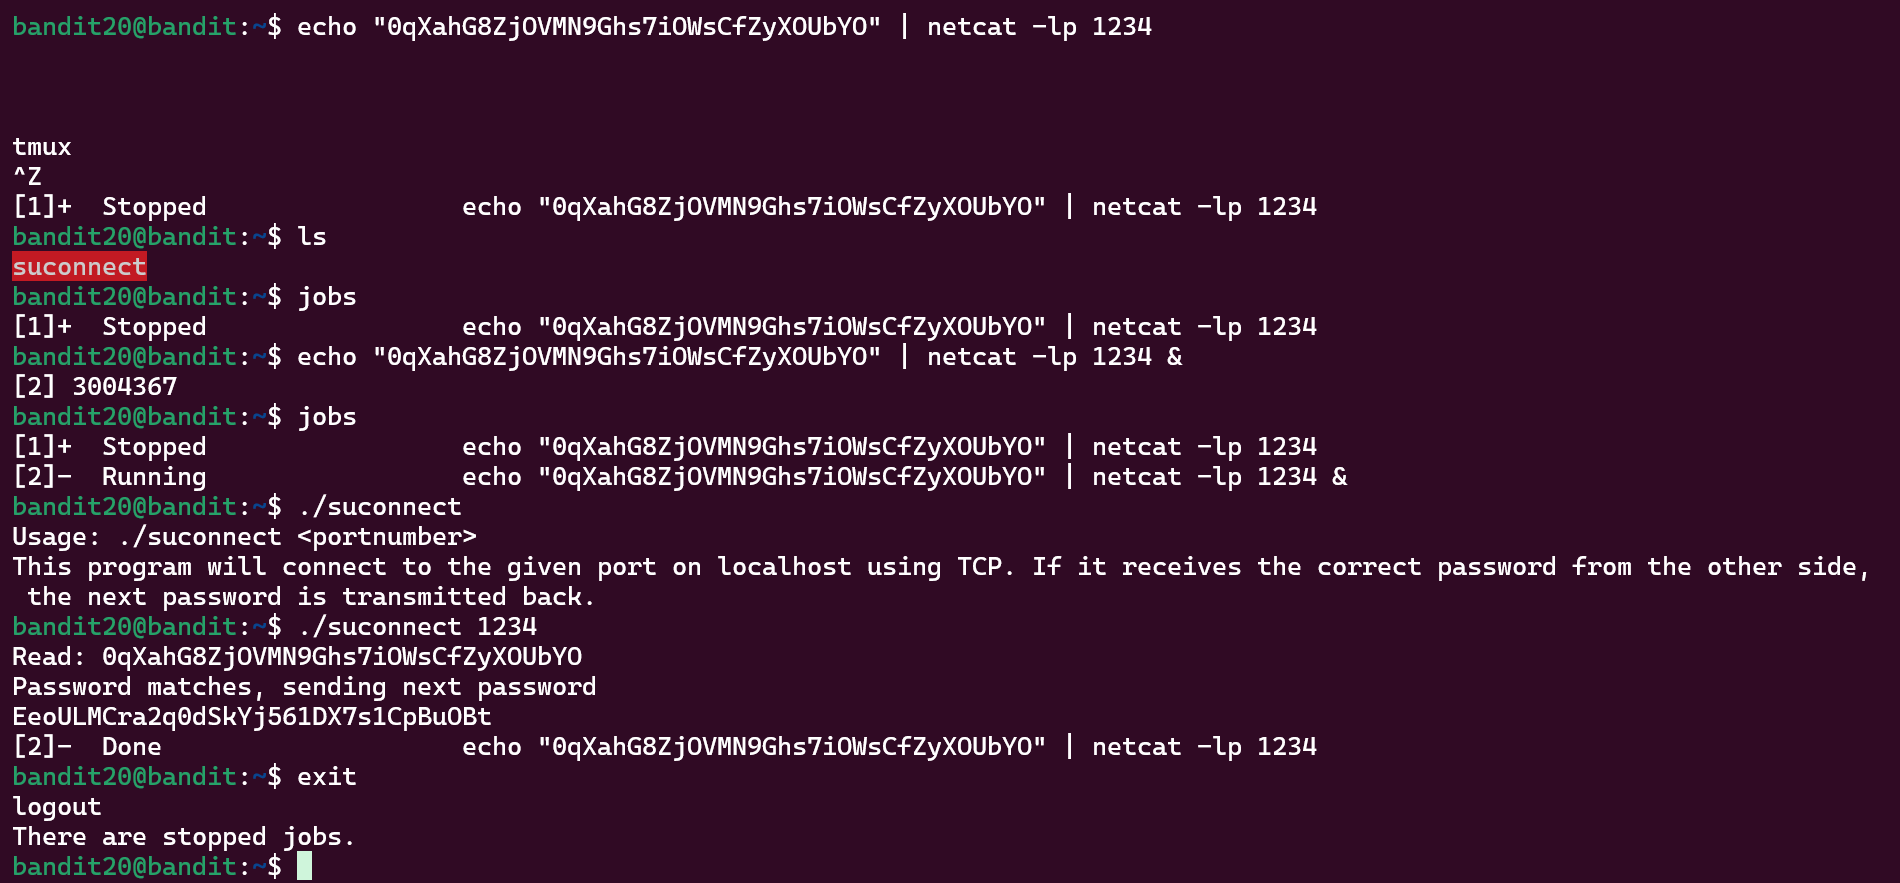 bandit20@bandit:~$ echo "0qXahG8ZjOVMN9Ghs7iOWsCfZyXOUbYO" | netcat -lp 1234
tmux
^Z
[1]+  Stopped                 echo "0qXahG8ZjOVMN9Ghs7iOWsCfZyXOUbYO" | netcat -lp 1234
bandit20@bandit:~$ ls
suconnect
bandit20@bandit:~$ jobs
[1]+  Stopped                 echo "0qXahG8ZjOVMN9Ghs7iOWsCfZyXOUbYO" | netcat -lp 1234
bandit20@bandit:~$ echo "0qXahG8ZjOVMN9Ghs7iOWsCfZyXOUbYO" | netcat -lp 1234 &
[2] 3004367
bandit20@bandit:~$ jobs
[1]+  Stopped                 echo "0qXahG8ZjOVMN9Ghs7iOWsCfZyXOUbYO" | netcat -lp 1234
[2]-  Running                 echo "0qXahG8ZjOVMN9Ghs7iOWsCfZyXOUbYO" | netcat -lp 1234 &
bandit20@bandit:~$ ./suconnect
Usage: ./suconnect <portnumber>
This program will connect to the given port on localhost using TCP. If it receives the correct password from the other side,
 the next password is transmitted back.
bandit20@bandit:~$ ./suconnect 1234
Read: 0qXahG8ZjOVMN9Ghs7iOWsCfZyXOUbYO
Password matches, sending next password
EeoULMCra2q0dSkYj561DX7s1CpBuOBt
[2]-  Done                    echo "0qXahG8ZjOVMN9Ghs7iOWsCfZyXOUbYO" | netcat -lp 1234
bandit20@bandit:~$ exit
logout
There are stopped jobs.
bandit20@bandit:~$